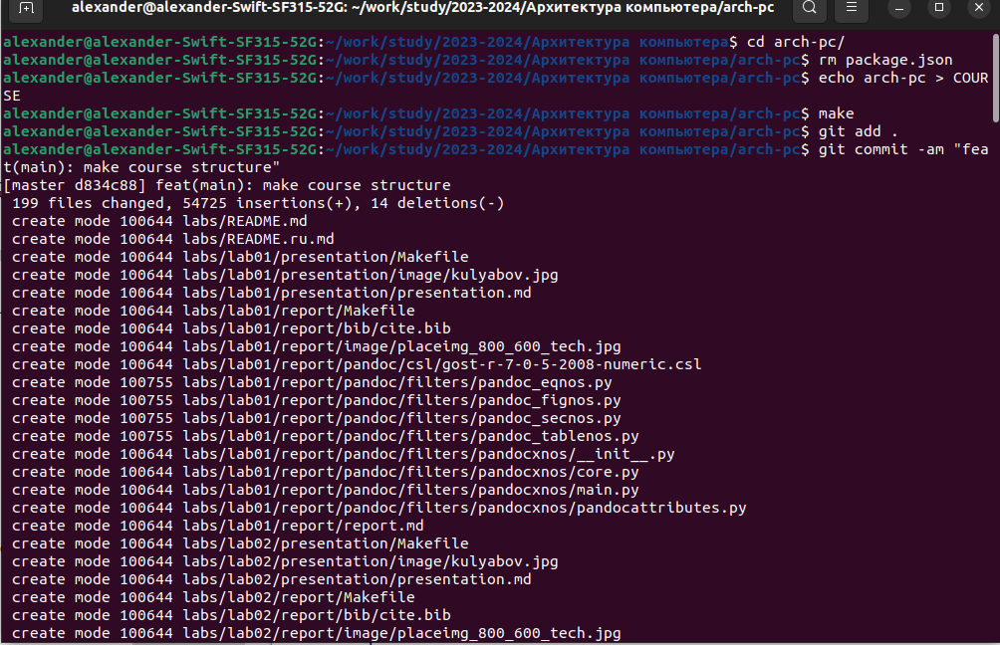 alexander@alexander-Swift-SF315-52G: ~/work/study/2023-2024/Архитектура компьютера/arch-pc
alexander@alexander-Swift-SF315-52G:~/work/study/2023-2024/Архитектура компьютера$ cd arch-pc/
alexander@alexander-Swift-SF315-52G:~/work/study/2023-2024/Архитектура компьютера/arch-pc$ rm package.json
alexander@alexander-Swift-SF315-52G:~/work/study/2023-2024/Архитектура компьютера/arch-pc$ echo arch-pc > COUR
SE
alexander@alexander-Swift-SF315-52G:~/work/study/2023-2024/Архитектура компьютера/arch-pc$ make
alexander@alexander-Swift-SF315-52G:~/work/study/2023-2024/Архитектура компьютера/arch-pc$ git add .
alexander@alexander-Swift-SF315-52G:~/work/study/2023-2024/Архитектура компьютера/arch-pc$ git commit -am "fea
t(main): make course structure"
[master d834c88] feat(main): make course structure
 199 files changed, 54725 insertions(+), 14 deletions(-)
 create mode 100644 labs/README.md
 create mode 100644 labs/README.ru.md
 create mode 100644 labs/lab01/presentation/Makefile
 create mode 100644 labs/lab01/presentation/image/kulyabov.jpg
 create mode 100644 labs/lab01/presentation/presentation.md
 create mode 100644 labs/lab01/report/Makefile
 create mode 100644 labs/lab01/report/bib/cite.bib
 create mode 100644 labs/lab01/report/image/placeimg_800_600_tech.jpg
 create mode 100644 labs/lab01/report/pandoc/csl/gost-r-7-0-5-2008-numeric.csl
 create mode 100755 labs/lab01/report/pandoc/filters/pandoc_eqnos.py
 create mode 100755 labs/lab01/report/pandoc/filters/pandoc_fignos.py
 create mode 100755 labs/lab01/report/pandoc/filters/pandoc_secnos.py
 create mode 100755 labs/lab01/report/pandoc/filters/pandoc_tablenos.py
 create mode 100644 labs/lab01/report/pandoc/filters/pandocxnos/__init__.py
 create mode 100644 labs/lab01/report/pandoc/filters/pandocxnos/core.py
 create mode 100644 labs/lab01/report/pandoc/filters/pandocxnos/main.py
 create mode 100644 labs/lab01/report/pandoc/filters/pandocxnos/pandocattributes.py
 create mode 100644 labs/lab01/report/report.md
 create mode 100644 labs/lab02/presentation/Makefile
 create mode 100644 labs/lab02/presentation/image/kulyabov.jpg
 create mode 100644 labs/lab02/presentation/presentation.md
 create mode 100644 labs/lab02/report/Makefile
 create mode 100644 labs/lab02/report/bib/cite.bib
 create mode 100644 labs/lab02/report/image/placeimg_800_600_tech.jpg